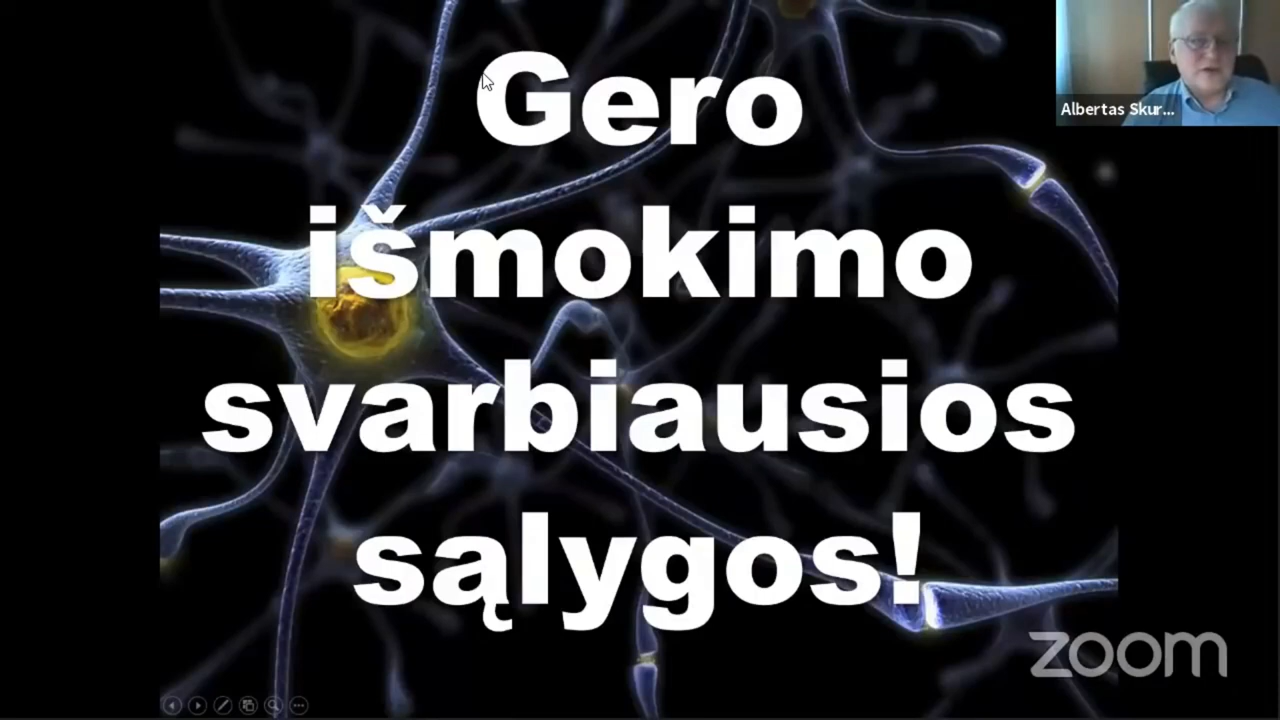 Gero
išmokimo
svarbiausios
sąlygos!
Albertas Skur...
zoom